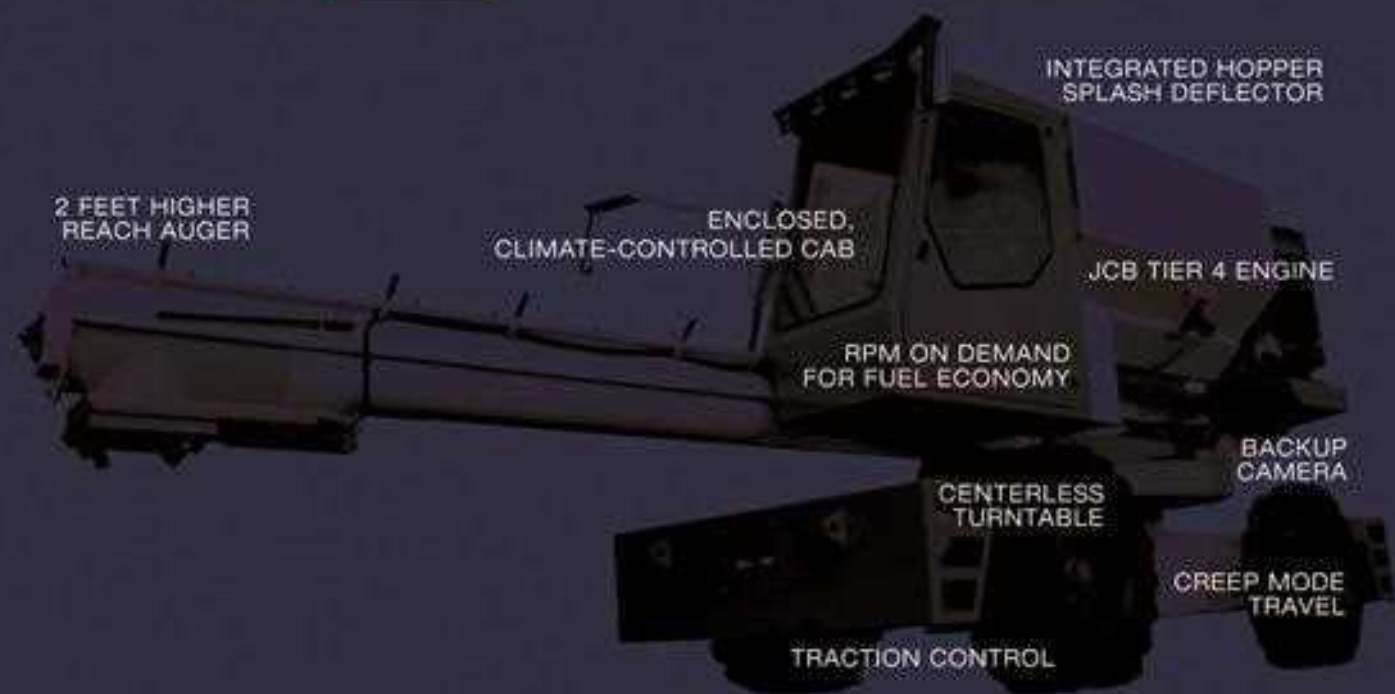 INTEGRATED HOPPER
SPLASH DEFLECTOR
2 FEET HIGHER
REACH AUGER
ENCLOSED,
CLIMATE-CONTROLLED CAB
JCB TIER 4 ENGINE
RPM ON DEMAND
FOR FUEL ECONOMY
BACKUP
CAMERA
CENTERLESS
TURNTABLE
CREEP MODE
TRAVEL
TRACTION CONTROL